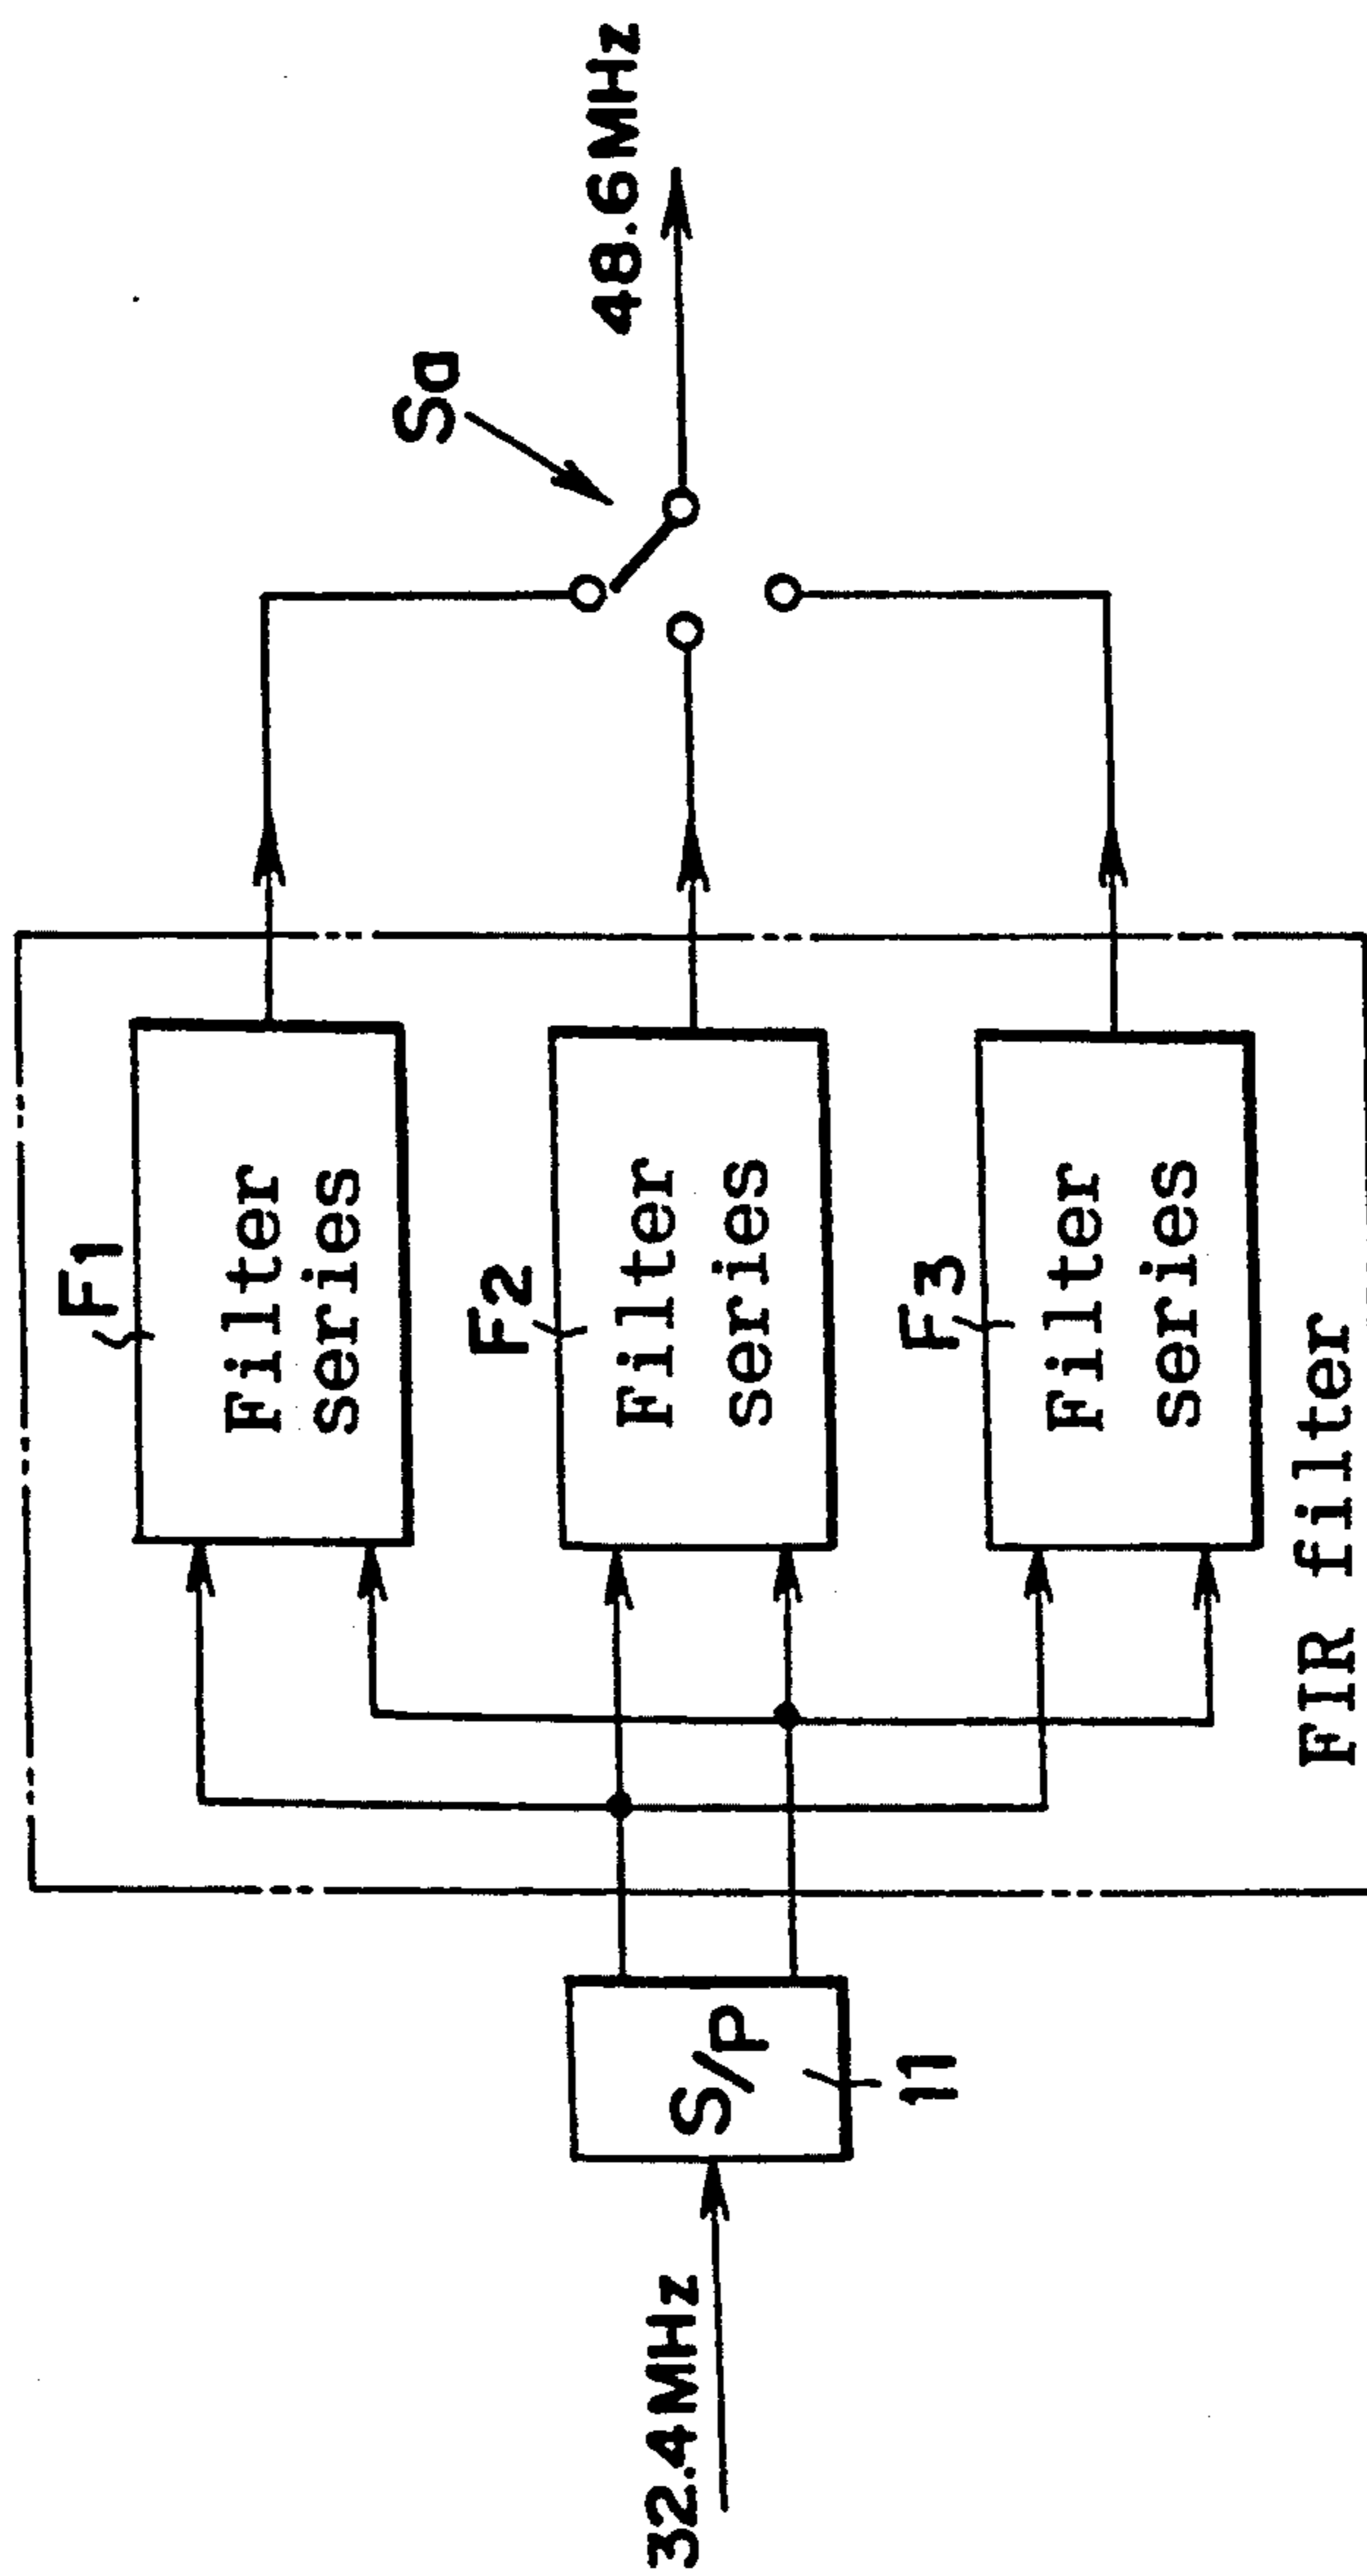 32.4MHz
S/P
11
F1
Filter
series
F2
Filter
series
F3
Filter
series
FIR filter
Sa
48.6MHz